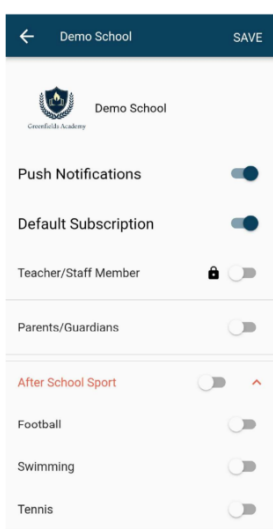 Demo School SAVE
Greenfields Academy
Demo School
Push Notifications
Default Subscription
Teacher/Staff Member
Parents/Guardians
After School Sport
Football
Swimming
Tennis